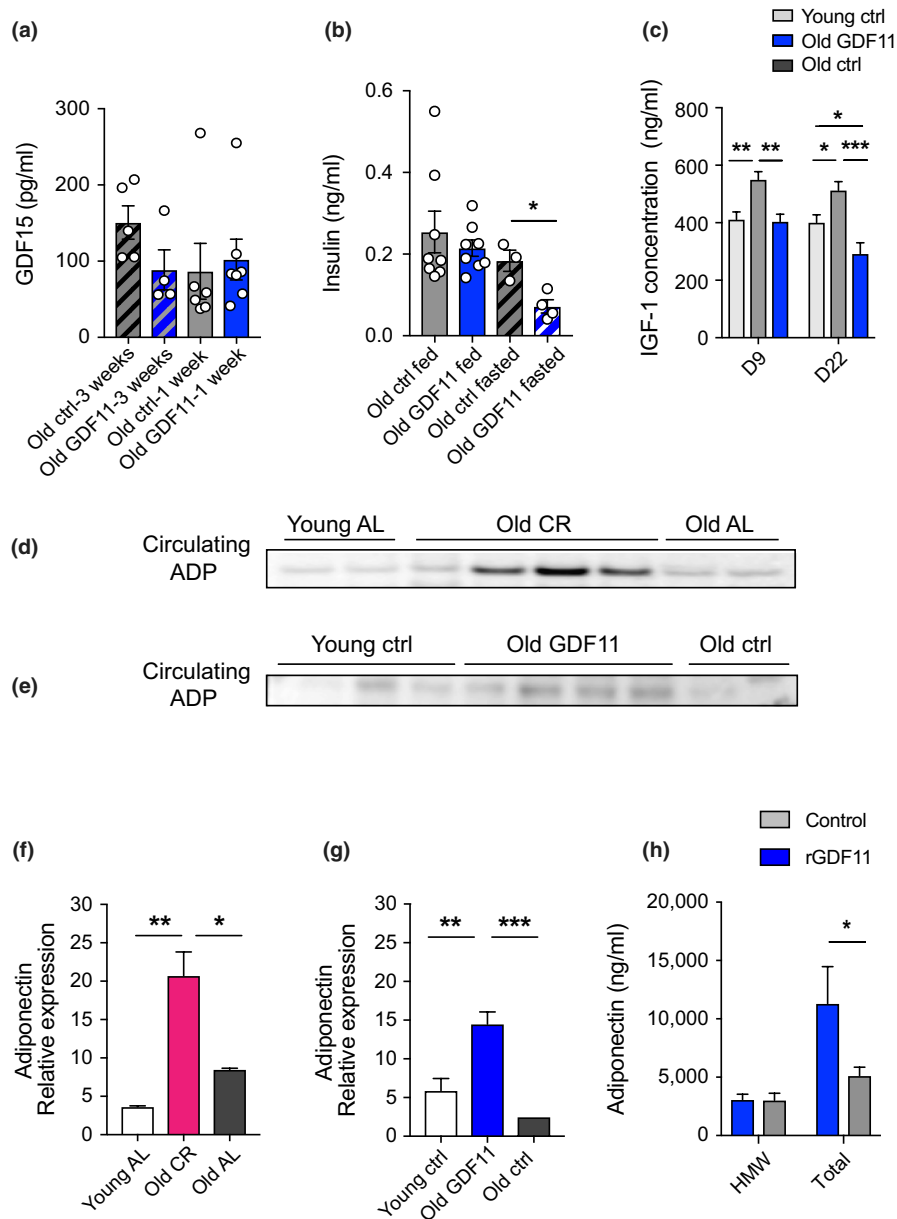 (a)
GDF15 (pg/ml)
300
200
100
0
Old ctrl-3 weeks
Old GDF11-3 weeks
Old ctrl-1 week
Old GDF11-1 week
(b)
Insulin (ng/ml)
0.6
0.4
0.2
0.0
*
Old ctrl fed
Old GDF11 fed
Old ctrl fasted
Old GDF11 fasted
(c)
Young ctrl
Old GDF11
Old ctrl
IGF-1 concentration (ng/ml)
800
600
400
200
0
*
** ** * ***
D9 D22
(d)
Circulating
ADP
Young AL Old CR Old AL
(e)
Circulating
ADP
Young ctrl Old GDF11 Old ctrl
(f)
Adiponectin
Relative expression
30
25
20
15
10
5
0
** *
Young AL
Old CR
Old AL
(g)
Adiponectin
Relative expression
30
25
20
15
10
5
0
** ***
Young ctrl
Old GDF11
Old ctrl
(h)
Control
rGDF11
Adiponectin (ng/ml)
20,000
15,000
10,000
5,000
0
*
HMW
Total